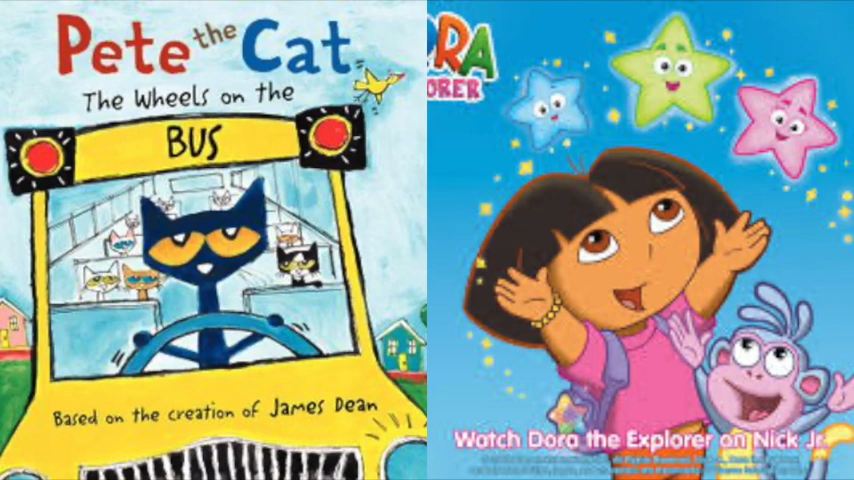 Pete the Cat
The Wheels on the
BUS
Based on the creation of James Dean
ORA
ORER
Watch Dora the Explorer on Nick Jr.